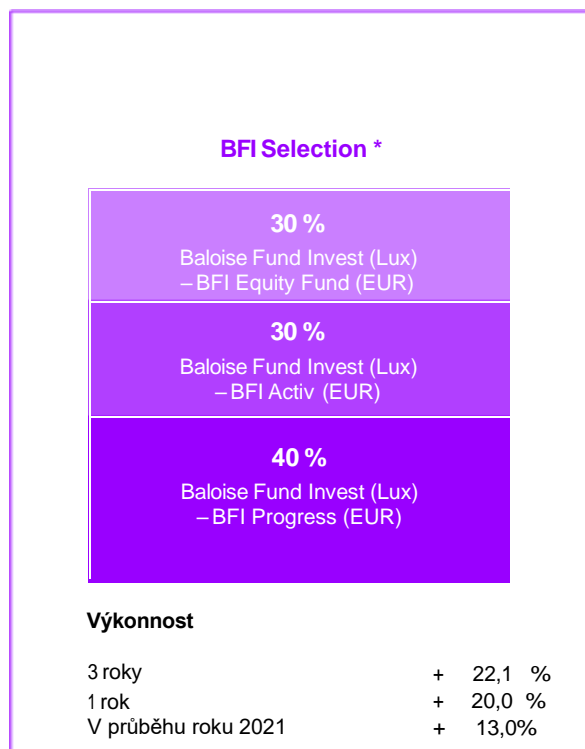 BFI Selection *
30 %
Baloise Fund Invest (Lux)
– BFI Equity Fund (EUR)
30 %
Baloise Fund Invest (Lux)
– BFI Activ (EUR)
40 %
Baloise Fund Invest (Lux)
– BFI Progress (EUR)
Výkonnost
3 roky + 22,1 %
1 rok + 20,0 %
V průběhu roku 2021 + 13,0%